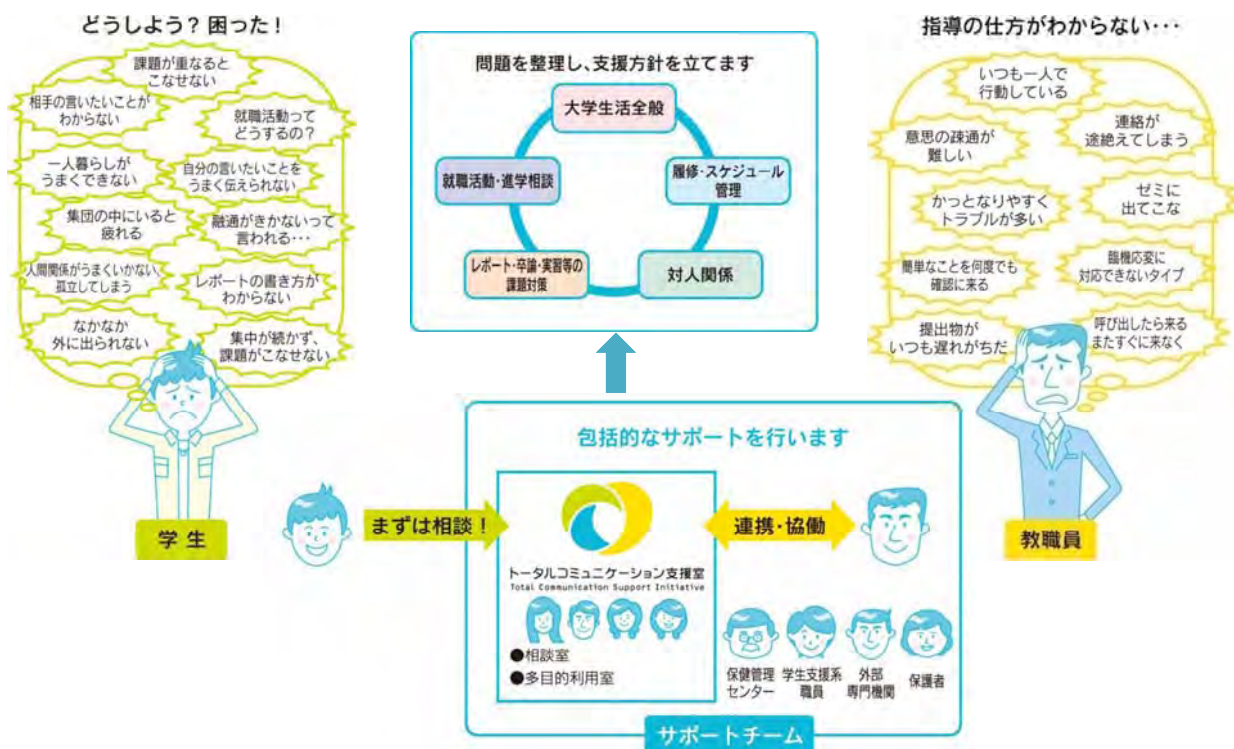 どうしよう？ 困った！
課題が重なると
こなせない
相手の言いたいことが
わからない
就職活動って
どうするの？
一人暮らしが
うまくできない
自分の言いたいことを
うまく伝えられない
集団の中にいると
疲れる
融通がきかないって
言われる・・・
人間関係がうまくいかない、
孤立してしまう
レポートの書き方が
わからない
なかなか
外に出られない
集中が続かず、
課題がこなせない
学生
問題を整理し、支援方針を立てます
大学生活全般
就職活動・進学相談
履修・スケジュール
管理
レポート・卒論・実習等の
課題対策
対人関係
指導の仕方がわからない・・・
いつも一人で
行動している
意思の疎通が
難しい
連絡が
途絶えてしまう
かっとなりやすく
トラブルが多い
ゼミに
出てこな
簡単なことを何度でも
確認に来る
臨機応変に
対応できないタイプ
提出物が
いつも遅れがちだ
呼び出したら来る
またすぐに来なく
教職員
包括的なサポートを行います
まずは相談！
トータルコミュニケーション支援室
Total Communication Support Initiative
●相談室
●多目的利用室
連携・協働
保健管理
センター
学生支援系
職員
外部
専門機関
保護者
サポートチーム